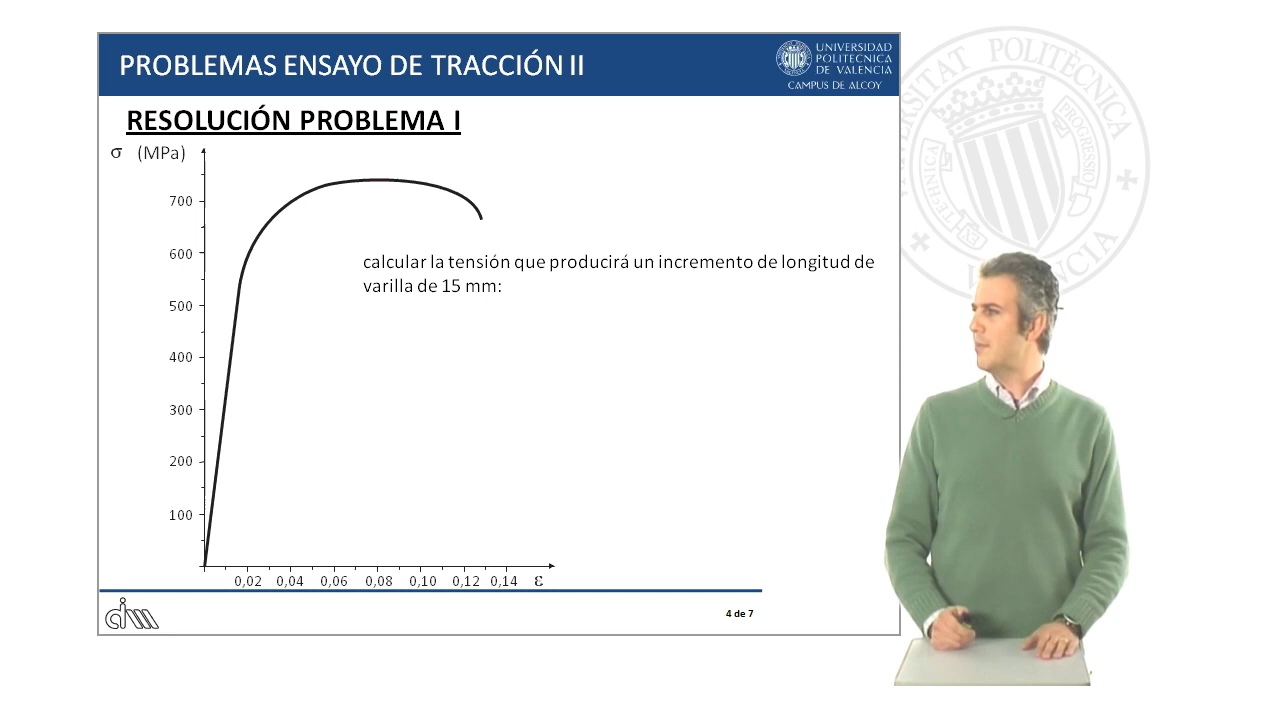 PROBLEMAS ENSAYO DE TRACCIÓN II
UNIVERSIDAD
POLITECNICA
DE VALENCIA
CAMPUS DE ALCOY
RESOLUCIÓN PROBLEMA I
σ (MPa)
700
600
500
400
300
200
100
calcular la tensión que producirá un incremento de longitud de
varilla de 15 mm:
0,02 0,04 0,06 0,08 0,10 0,12 0,14 ε
dim
4 de 7
POLITÈCNICA